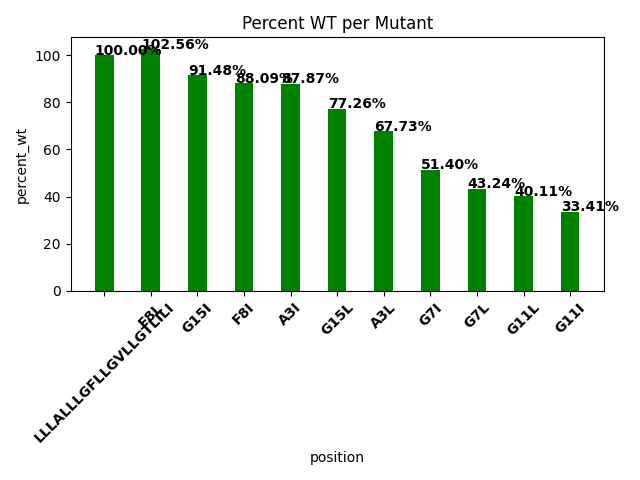 Percent WT per Mutant
100.00%
102.56%
91.48%
88.09%
87.87%
77.26%
67.73%
51.40%
43.24%
40.11%
33.41%
percent_wt
100
80
60
40
20
0
LLLALLLGFLLGVLLGTLILI
F8L
G15I
F8I
A3I
G15L
A3L
G7I
G7L
G11L
G11I
position